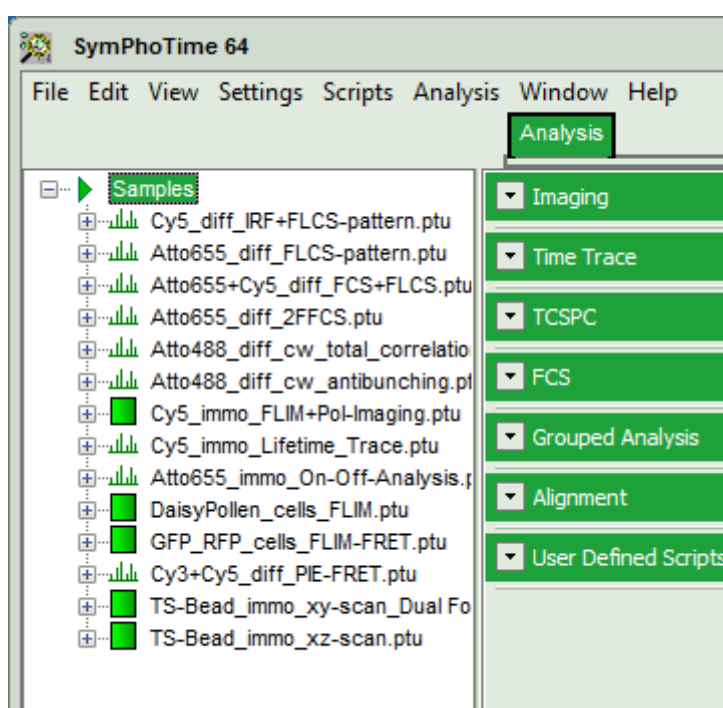 SymPhoTime 64
File Edit View Settings Scripts Analysis Window Help
Analysis
Samples
Cy5_diff_IRF+FLCS-pattern.ptu
Atto655_diff_FLCS-pattern.ptu
Atto655+Cy5_diff_FCS+FLCS.ptu
Atto655_diff_2FFCS.ptu
Atto488_diff_cw_total_correlatio
Atto488_diff_cw_antibunching.pt
Cy5_immo_FLIM+Pol-Imaging.ptu
Cy5_immo_Lifetime_Trace.ptu
Atto655_immo_On-Off-Analysis.p
DaisyPollen_cells_FLIM.ptu
GFP_RFP_cells_FLIM-FRET.ptu
Cy3+Cy5_diff_PIE-FRET.ptu
TS-Bead_immo_xy-scan_Dual Fo
TS-Bead_immo_xz-scan.ptu
Imaging
Time Trace
TCSPC
FCS
Grouped Analysis
Alignment
User Defined Scripts